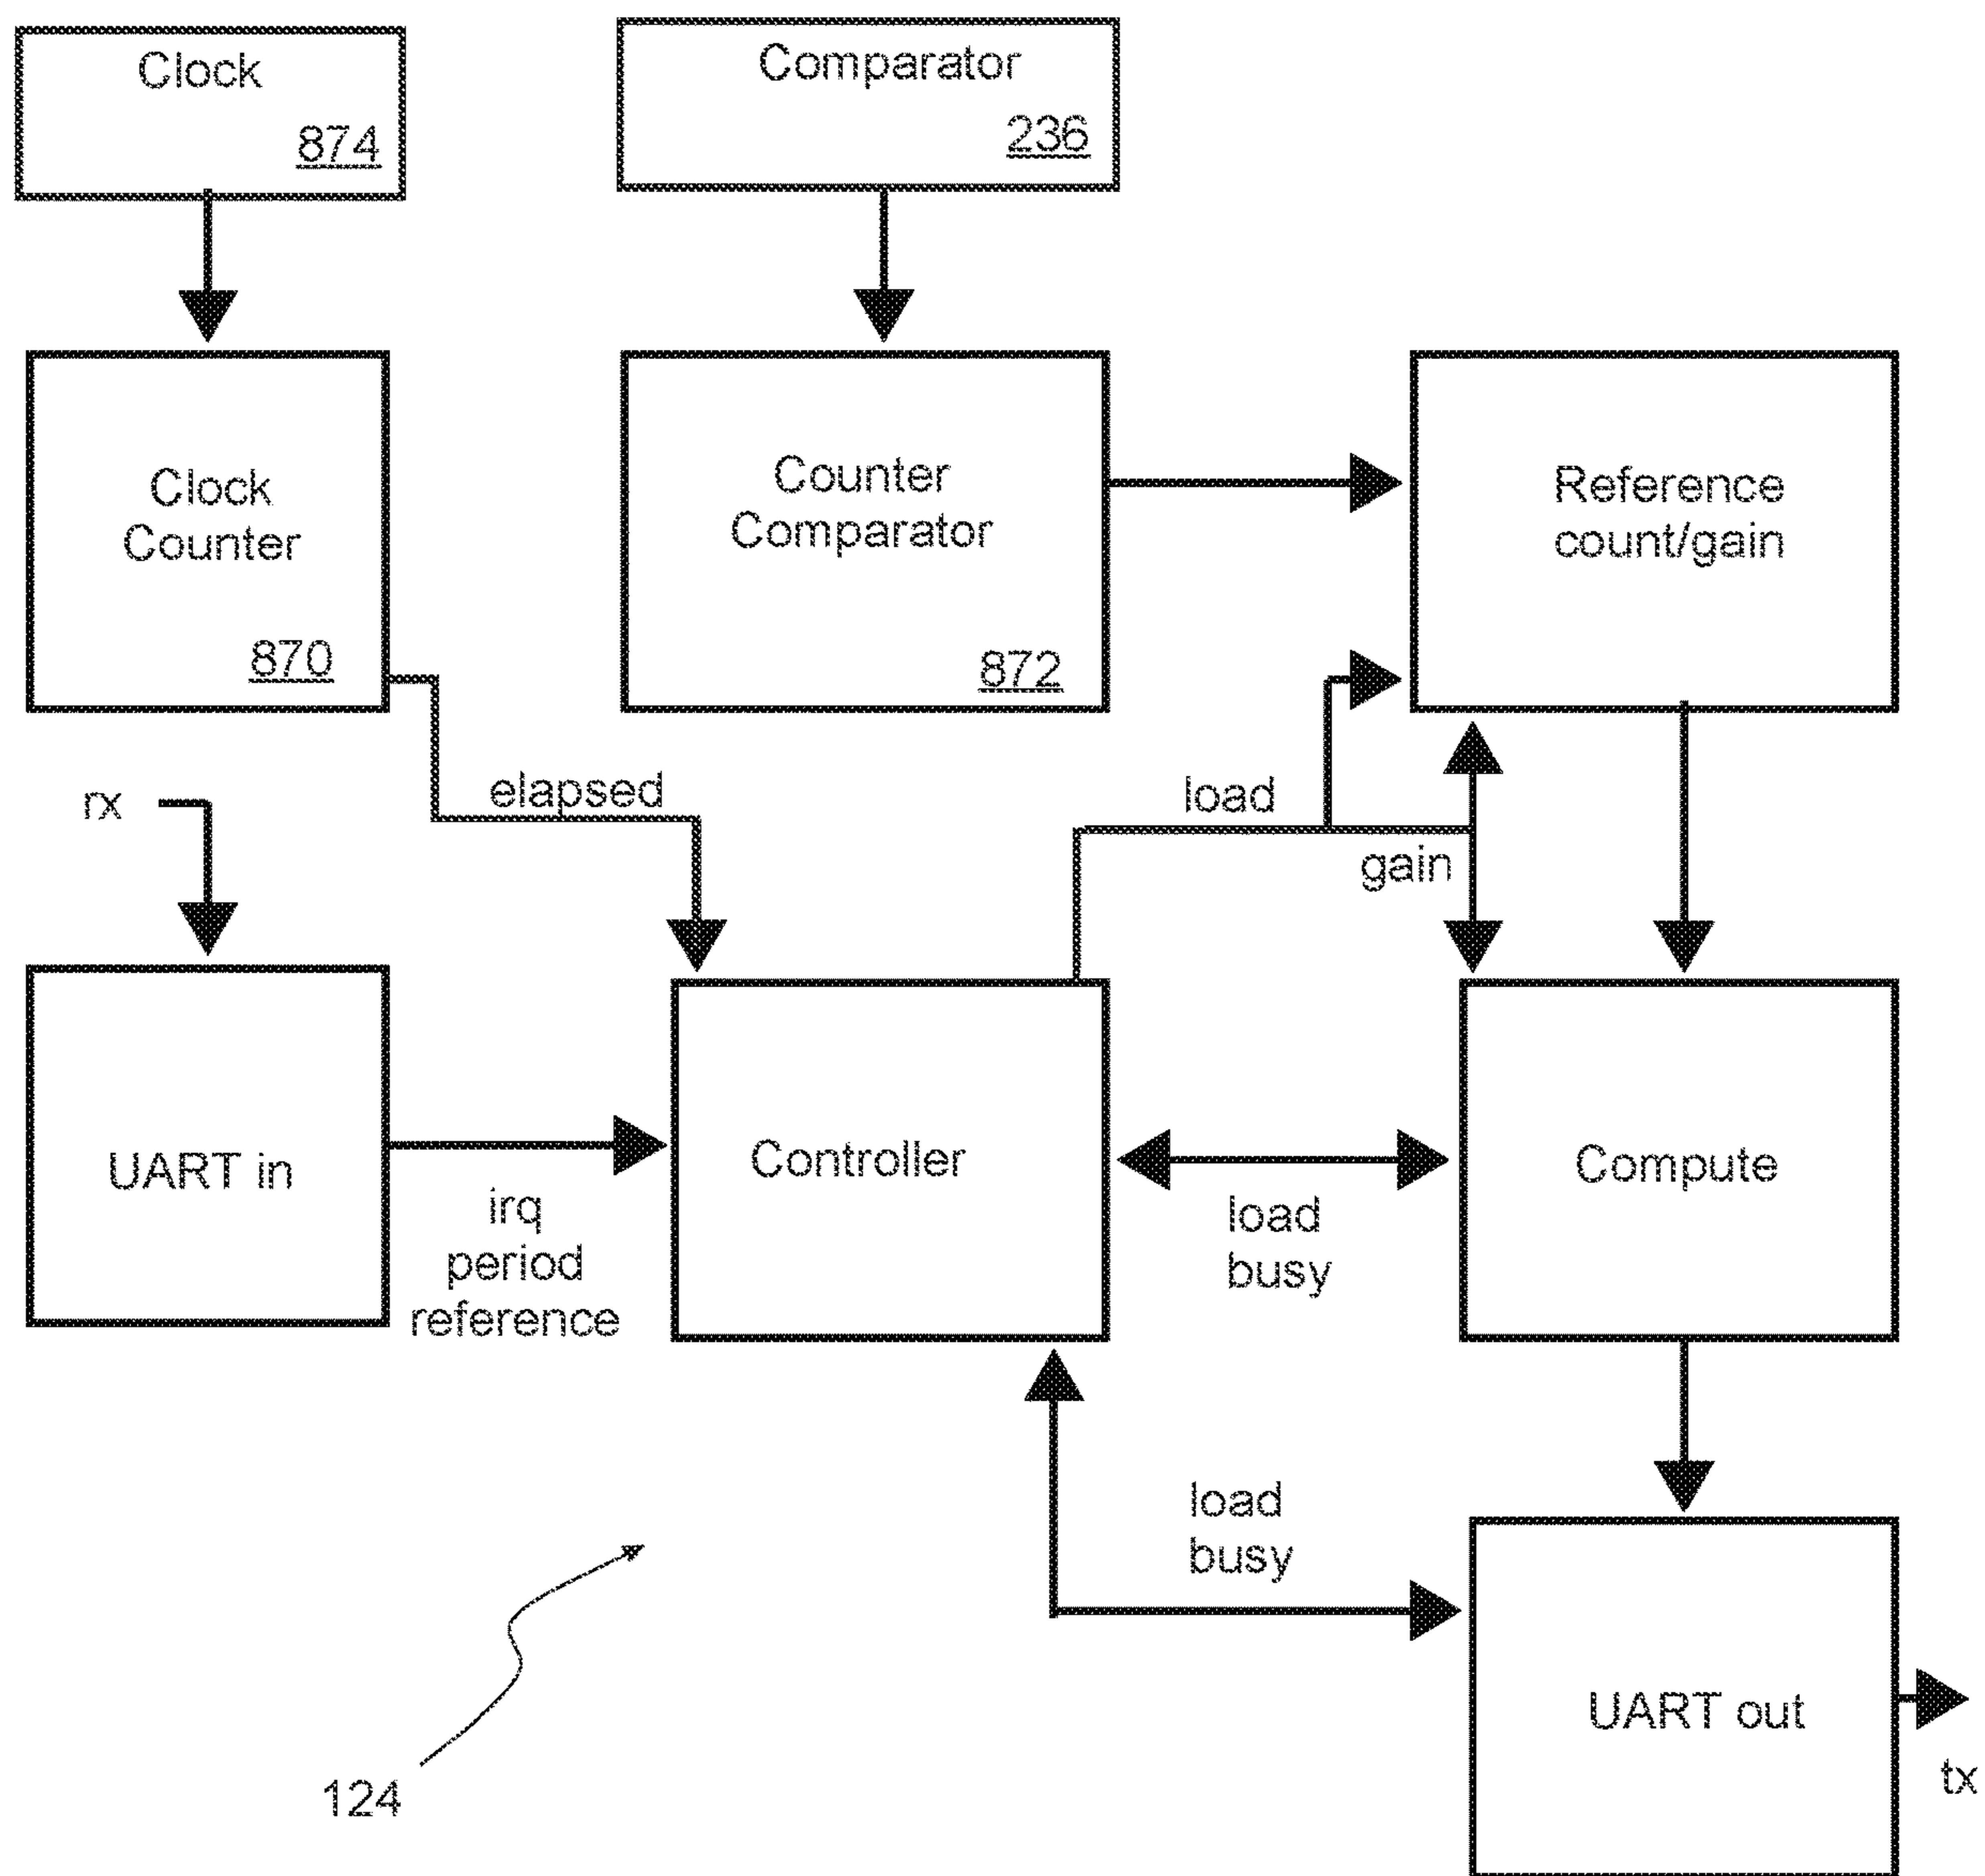 Clock
874
Comparator
236
Clock
Counter
870
Counter
Comparator
872
Reference
count/gain
rx
elapsed
load
gain
UART in
irq
period
reference
Controller
load
busy
Compute
load
busy
UART out
tx
124